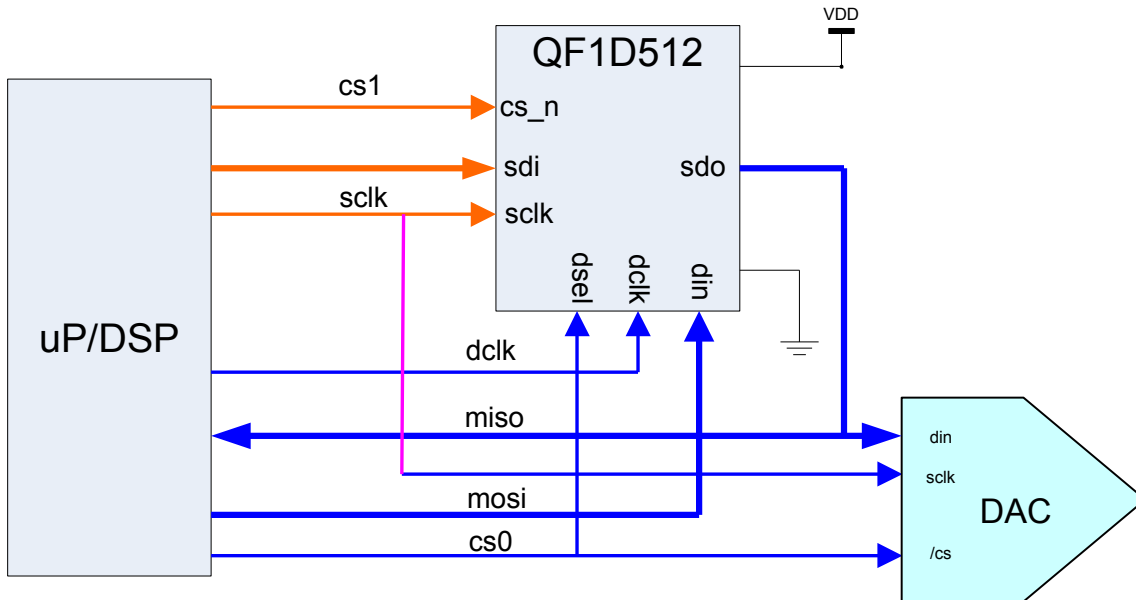 VDD
QF1D512
cs1
cs_n
sdi
sdo
sclk
sclk
dsel
dclk
din
uP/DSP
dclk
miso
din
sclk
mosi
DAC
cs0
/cs